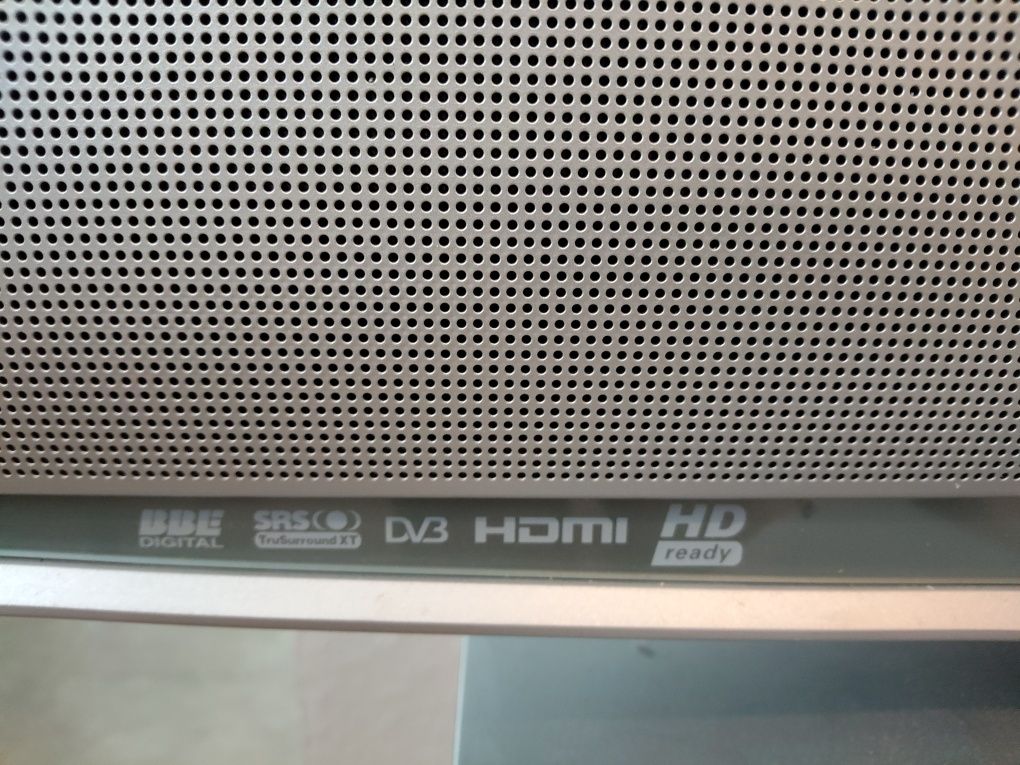 BBE DIGITAL
SRS TruSurround XT
DVB
HDMI
HD ready